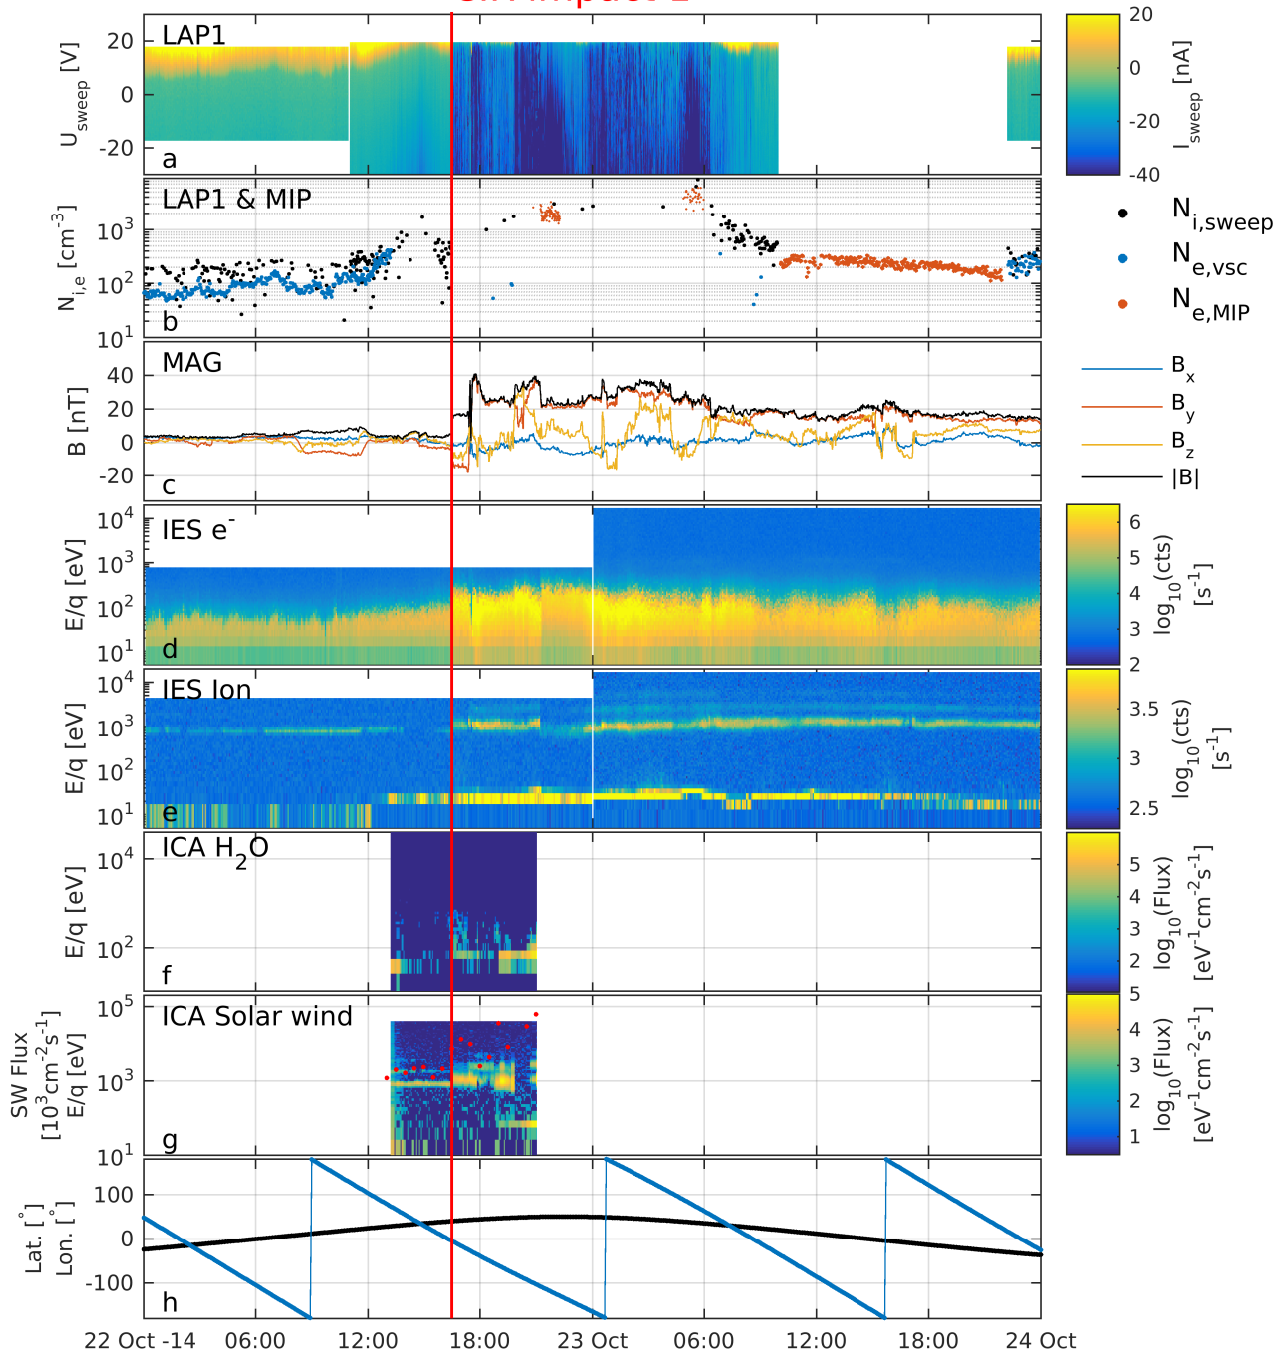 LAP1
20
0
-20
U_sweep [V]
a
20
0
-20
-40
I_sweep [nA]
LAP1 & MIP
10^3
10^2
10^1
N_i,e [cm^-3]
b
N_i,sweep
N_e,vsc
N_e,MIP
MAG
40
20
0
-20
B [nT]
c
B_x
B_y
B_z
|B|
IES e^-
10^4
10^3
10^2
10^1
E/q [eV]
d
6
5
4
3
2
log_10(cts)
[s^-1]
IES Ion
10^4
10^3
10^2
10^1
E/q [eV]
e
3.5
3
2.5
log_10(cts)
[s^-1]
ICA H_2O
10^4
10^2
E/q [eV]
f
5
4
3
2
log_10(Flux)
[eV^-1cm^-2s^-1]
ICA Solar wind
10^5
10^3
10^1
SW Flux
[10^3cm^-2s^-1]
E/q [eV]
g
5
4
3
2
1
log_10(Flux)
[eV^-1cm^-2s^-1]
100
0
-100
Lat. [°]
Lon. [°]
h
22 Oct -14 06:00 12:00 18:00 23 Oct 06:00 12:00 18:00 24 Oct